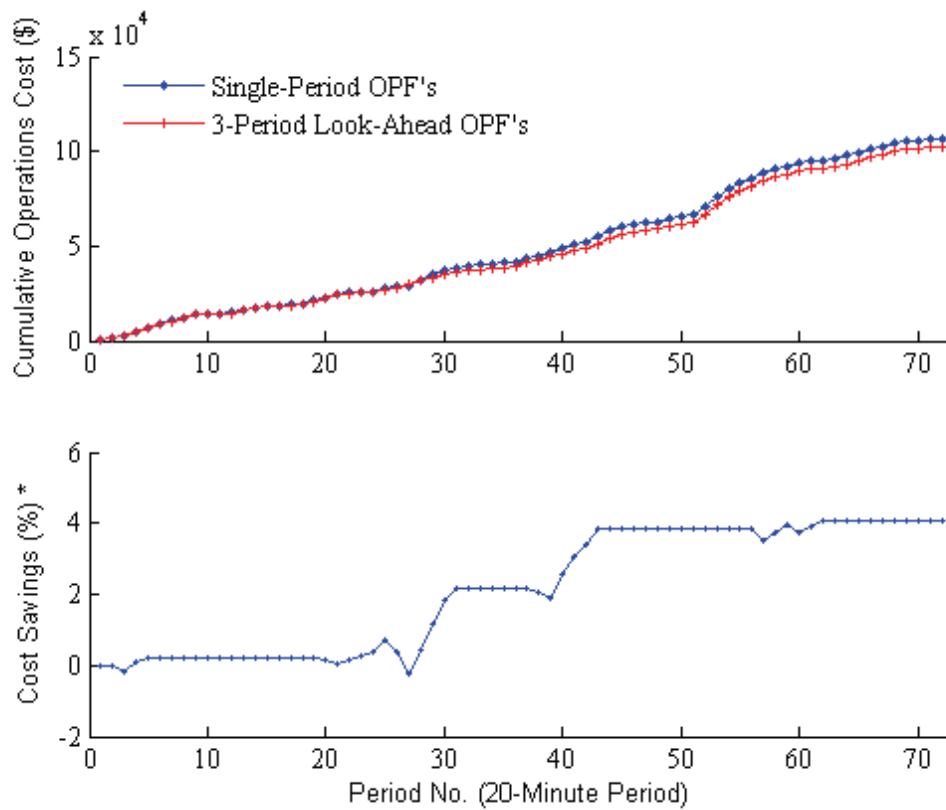 x 10^4
Cumulative Operations Cost ($)
15
10
5
0
Single-Period OPF's
3-Period Look-Ahead OPF's
0 10 20 30 40 50 60 70
Cost Savings (%) *
6
4
2
0
-2
0 10 20 30 40 50 60 70
Period No. (20-Minute Period)